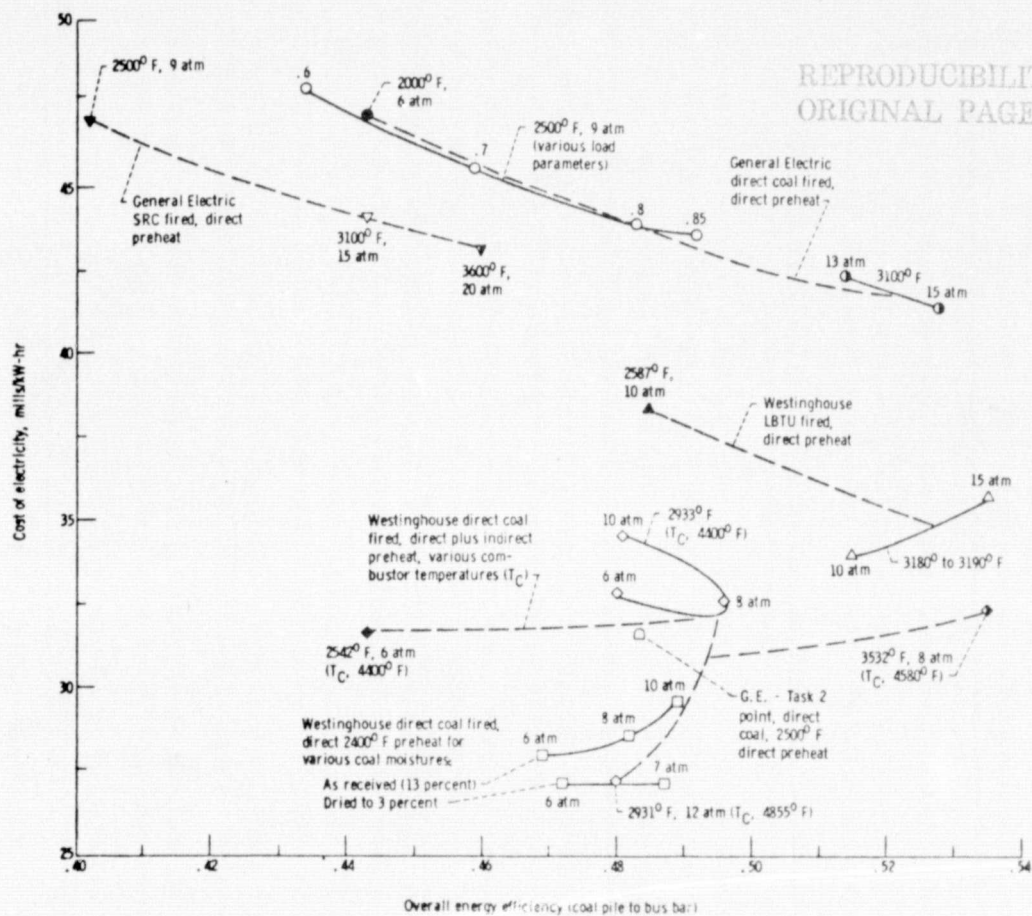 REPRODUCIBILIT
ORIGINAL PAGE
50
45
40
35
30
25
Cost of electricity, mills/kW-hr
2500° F, 9 atm
.6
2000° F,
6 atm
.7
2500° F, 9 atm
(various load
parameters)
.8
.85
General Electric
direct coal fired,
direct preheat
13 atm
3100° F
15 atm
General Electric
SRC fired, direct
preheat
3100° F,
15 atm
3600° F,
20 atm
2587° F,
10 atm
Westinghouse
LBTU fired,
direct preheat
15 atm
10 atm
3180° to 3190° F
Westinghouse direct coal
fired, direct plus indirect
preheat, various com-
bustor temperatures (T_C)
10 atm
2933° F
(T_C, 4400° F)
6 atm
8 atm
2542° F, 6 atm
(T_C, 4400° F)
3532° F, 8 atm
(T_C, 4580° F)
G.E. - Task 2
point, direct
coal, 2500° F
direct preheat
Westinghouse direct coal fired,
direct 2400° F preheat for
various coal moistures:
10 atm
8 atm
6 atm
As received (13 percent)
Dried to 3 percent
6 atm
7 atm
2931° F, 12 atm (T_C, 4855° F)
.40
.42
.44
.46
.48
.50
.52
.54
Overall energy efficiency (coal pile to bus bar)